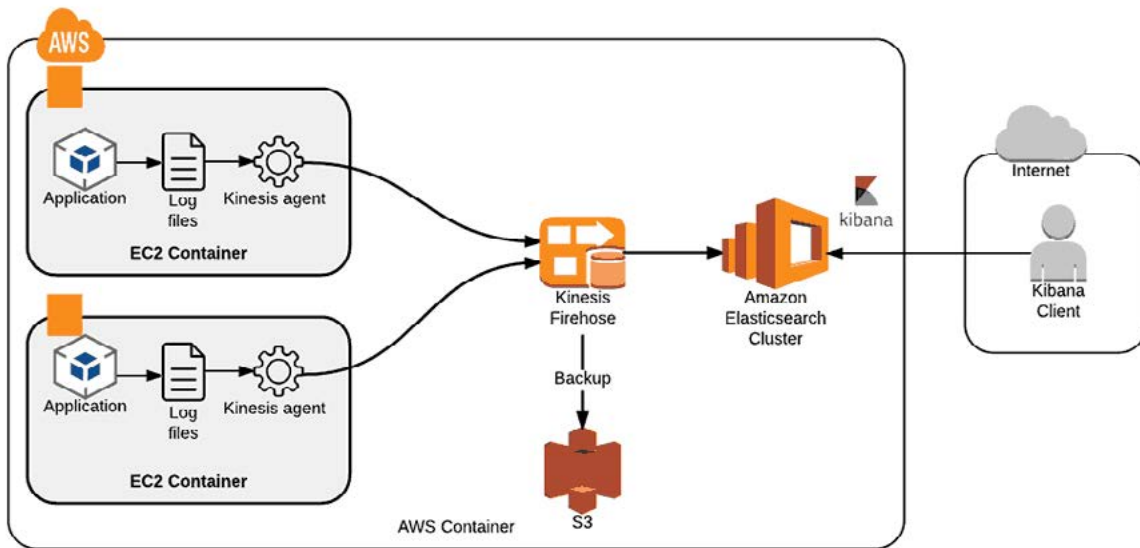 AWS
Application
Log
files
Kinesis agent
EC2 Container
Application
Log
files
Kinesis agent
EC2 Container
Kinesis
Firehose
Backup
S3
AWS Container
kibana
Amazon
Elasticsearch
Cluster
Internet
Kibana
Client